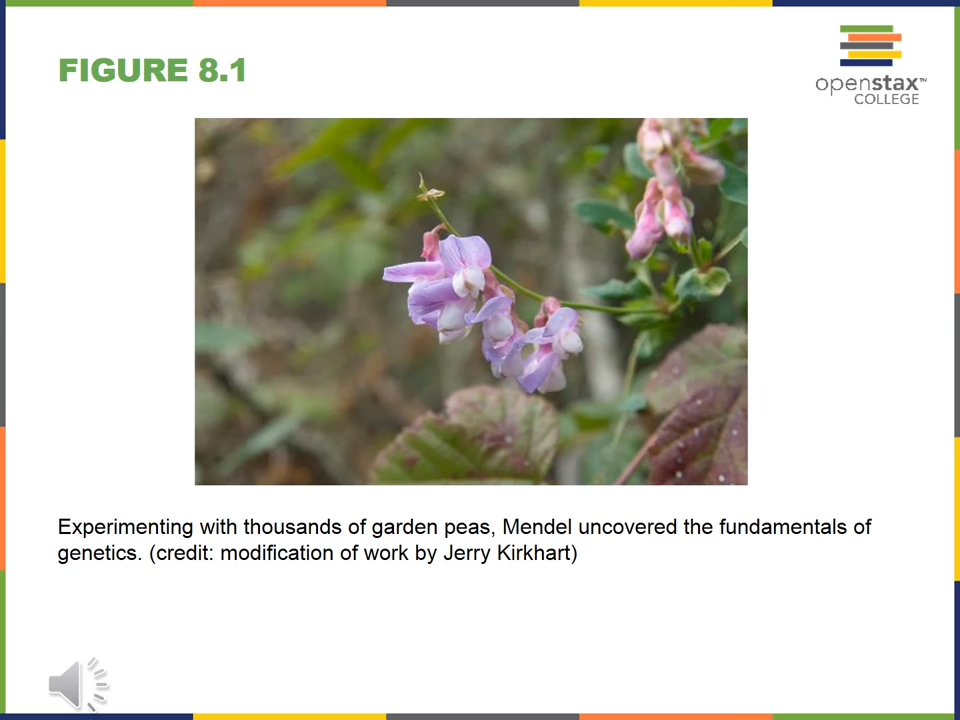 FIGURE 8.1
openstax™
COLLEGE
Experimenting with thousands of garden peas, Mendel uncovered the fundamentals of
genetics. (credit: modification of work by Jerry Kirkhart)